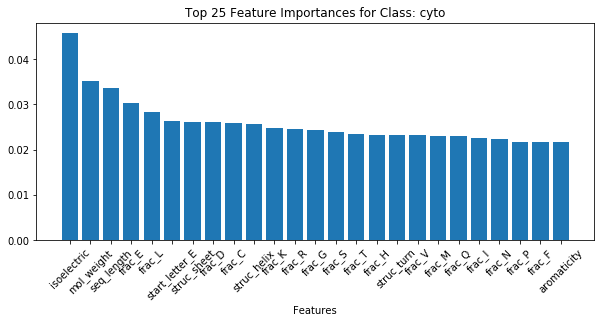 Top 25 Feature Importances for Class: cyto
0.04
0.03
0.02
0.01
0.00
isoelectric
mol_weight
seq_length
frac_E
frac_L
start_letter_E
struc_sheet
frac_D
frac_C
struc_helix
frac_K
frac_R
frac_G
frac_S
frac_T
frac_H
struc_turn
frac_V
frac_M
frac_Q
frac_I
frac_N
frac_P
frac_F
aromaticity
Features